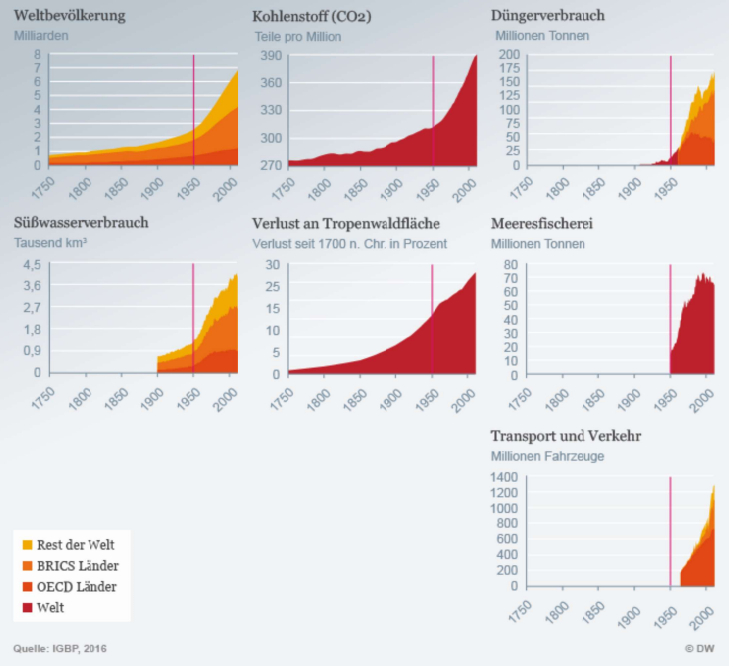 Weltbevölkerung
Milliarden
8
7
6
5
4
3
2
1
0
1750 1800 1850 1900 1950 2000
Kohlenstoff (CO2)
Teile pro Million
390
360
330
300
270
1750 1800 1850 1900 1950 2000
Düngerverbrauch
Millionen Tonnen
200
175
150
125
100
75
50
25
0
1750 1800 1850 1900 1950
Süßwasserverbrauch
Tausend km³
4,5
3,6
2,7
1,8
0,9
0
1750 1800 1850 1900 1950 2000
Verlust an Tropenwaldfläche
Verlust seit 1700 n. Chr. in Prozent
30
25
15
10
5
0
1750 1800 1850 1900 1950 2000
Meeresfischerei
Millionen Tonnen
80
70
60
50
40
30
20
10
0
1750 1800 1850 1900 1950 2000
Transport und Verkehr
Millionen Fahrzeuge
1400
1000
800
600
400
200
0
1750 1800 1850 1900 1950 2000
Rest der Welt
BRICS Länder
OECD Länder
Welt
Quelle: IGBP, 2016
© DW